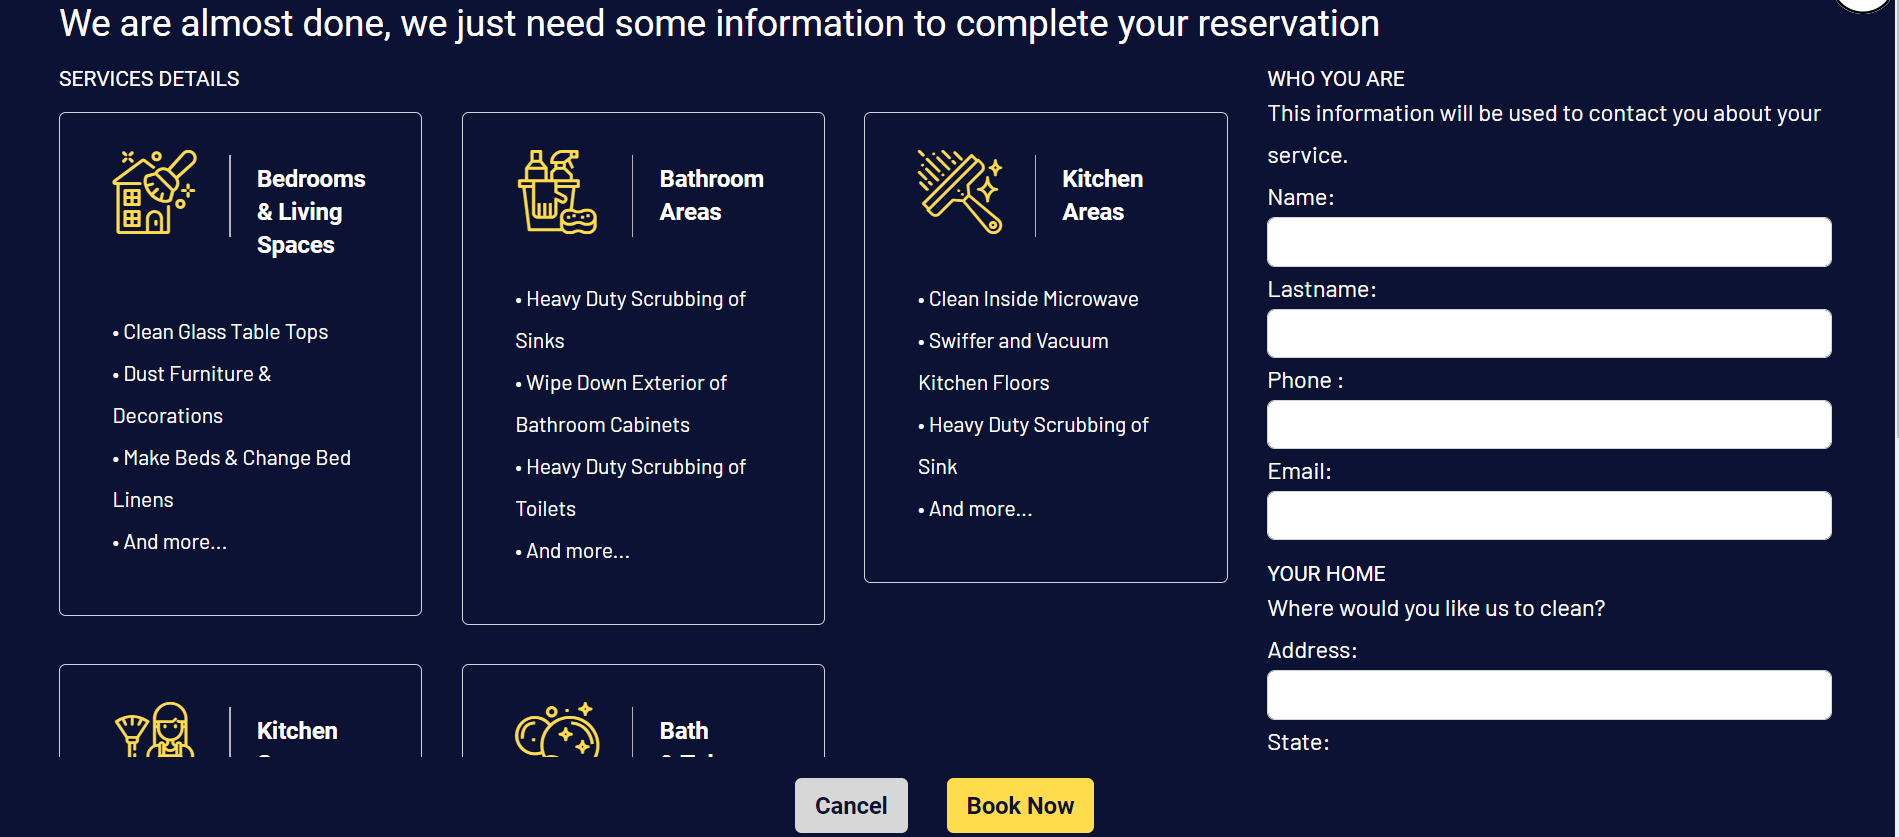 We are almost done, we just need some information to complete your reservation
SERVICES DETAILS
Bedrooms
& Living
Spaces
• Clean Glass Table Tops
• Dust Furniture &
Decorations
• Make Beds & Change Bed
Linens
• And more...
Bathroom
Areas
• Heavy Duty Scrubbing of
Sinks
• Wipe Down Exterior of
Bathroom Cabinets
• Heavy Duty Scrubbing of
Toilets
• And more...
Kitchen
Areas
• Clean Inside Microwave
• Swiffer and Vacuum
Kitchen Floors
• Heavy Duty Scrubbing of
Sink
• And more...
Kitchen
Bath
WHO YOU ARE
This information will be used to contact you about your
service.
Name:
Lastname:
Phone :
Email:
YOUR HOME
Where would you like us to clean?
Address:
State:
Cancel
Book Now